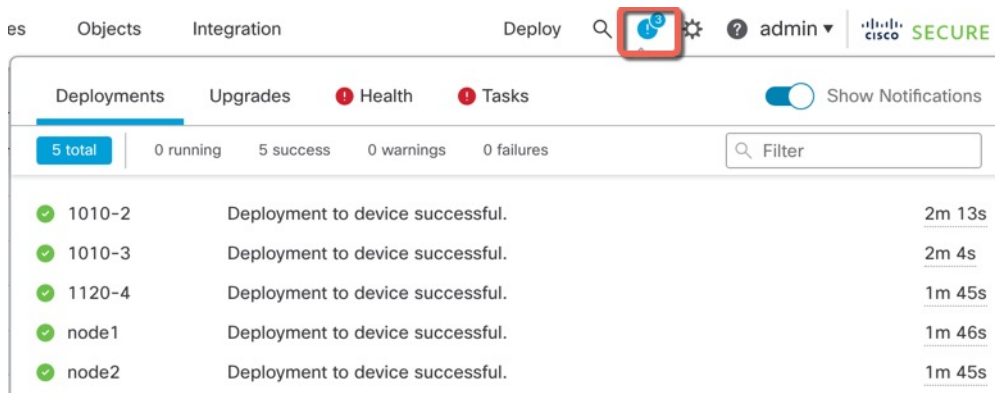 es Objects Integration Deploy 3 admin cisco SECURE
Deployments Upgrades Health Tasks Show Notifications
5 total 0 running 5 success 0 warnings 0 failures Filter
1010-2 Deployment to device successful. 2m 13s
1010-3 Deployment to device successful. 2m 4s
1120-4 Deployment to device successful. 1m 45s
node1 Deployment to device successful. 1m 46s
node2 Deployment to device successful. 1m 45s